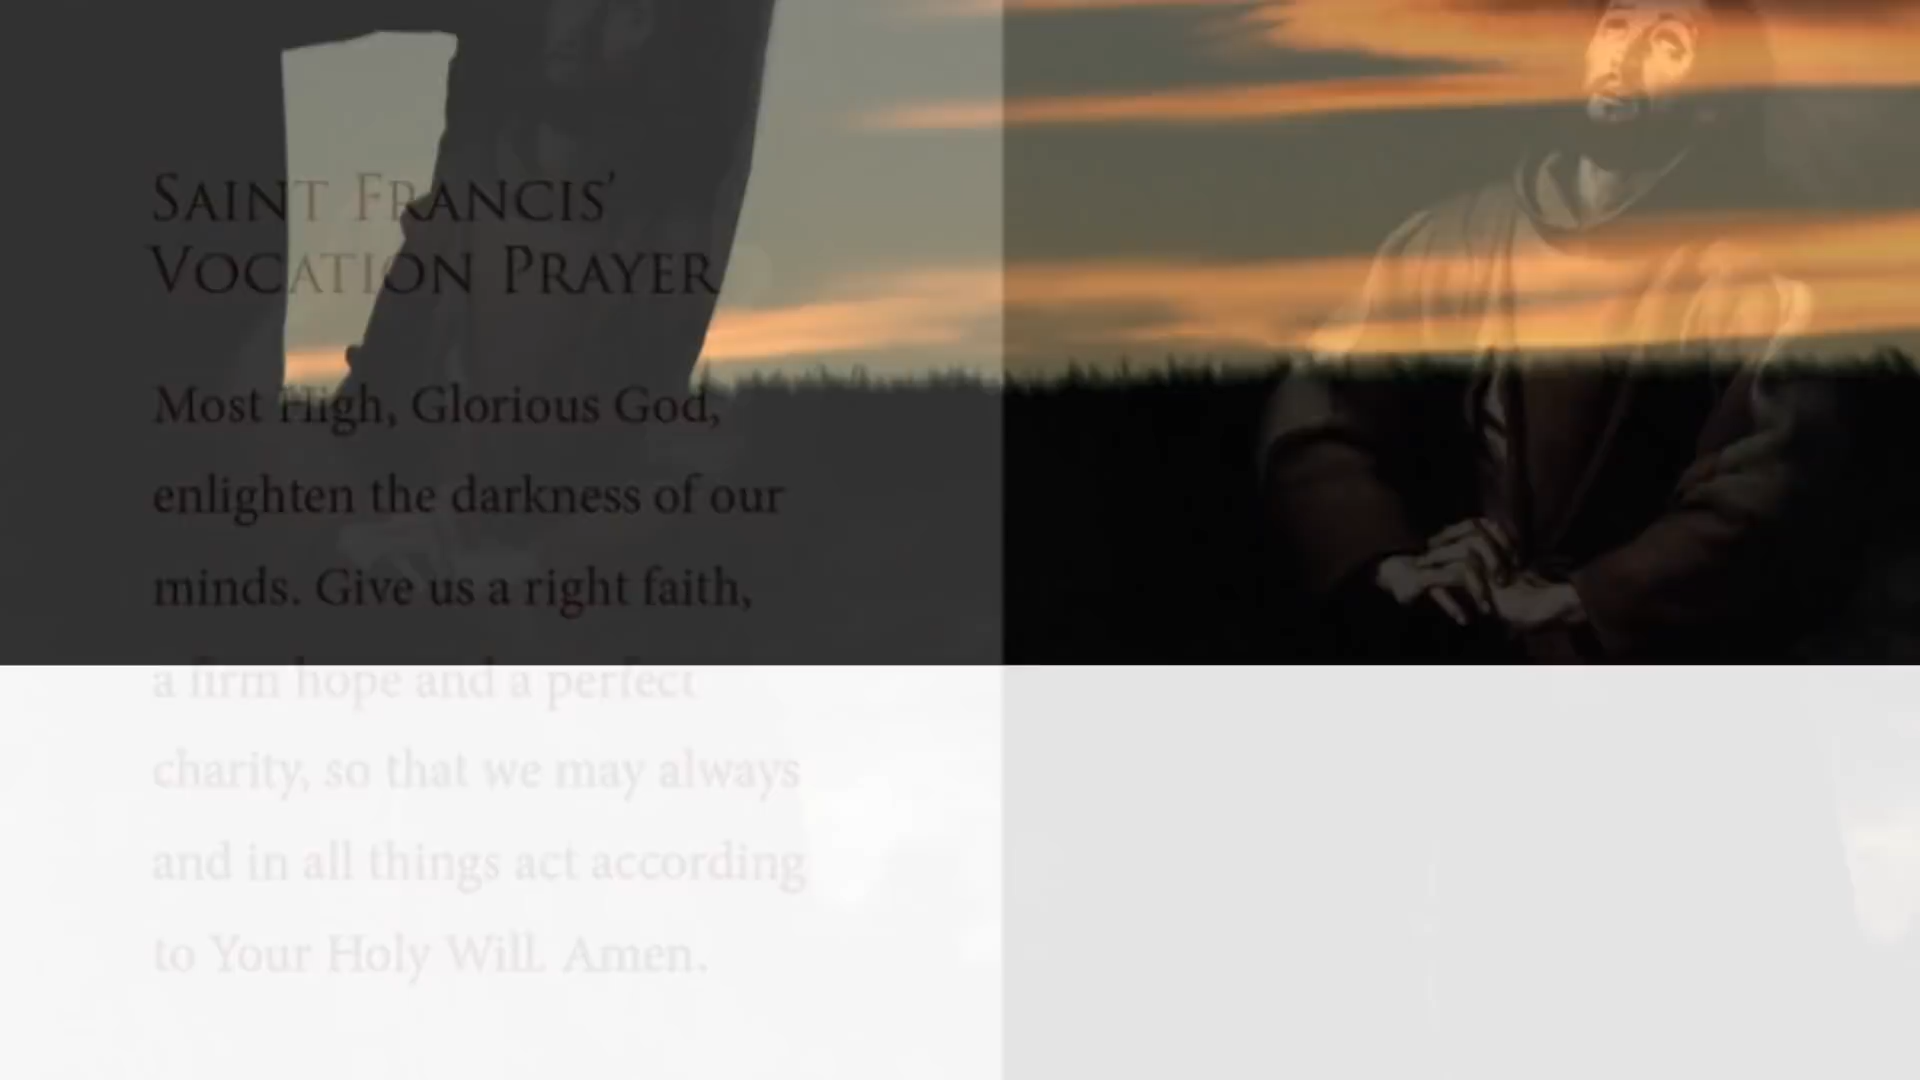 SAINT FRANCIS'
VOCATION PRAYER
Most High, Glorious God,
enlighten the darkness of our
minds. Give us a right faith,
a firm hope and a perfect
charity, so that we may always
and in all things act according
to Your Holy Will. Amen.